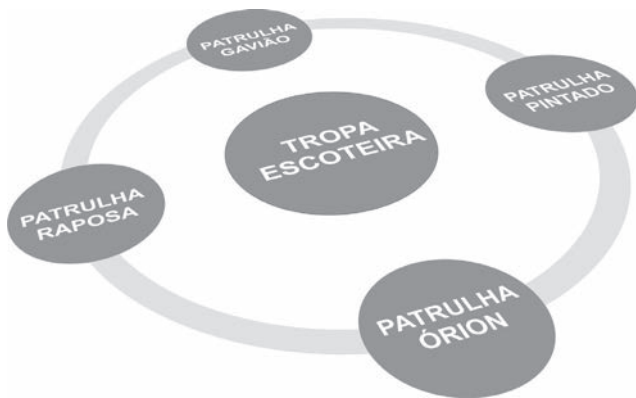 PATRULHA
GAVIÃO
PATRULHA
PINTADO
TROPA
ESCOTEIRA
PATRULHA
RAPOSA
PATRULHA
ÓRION